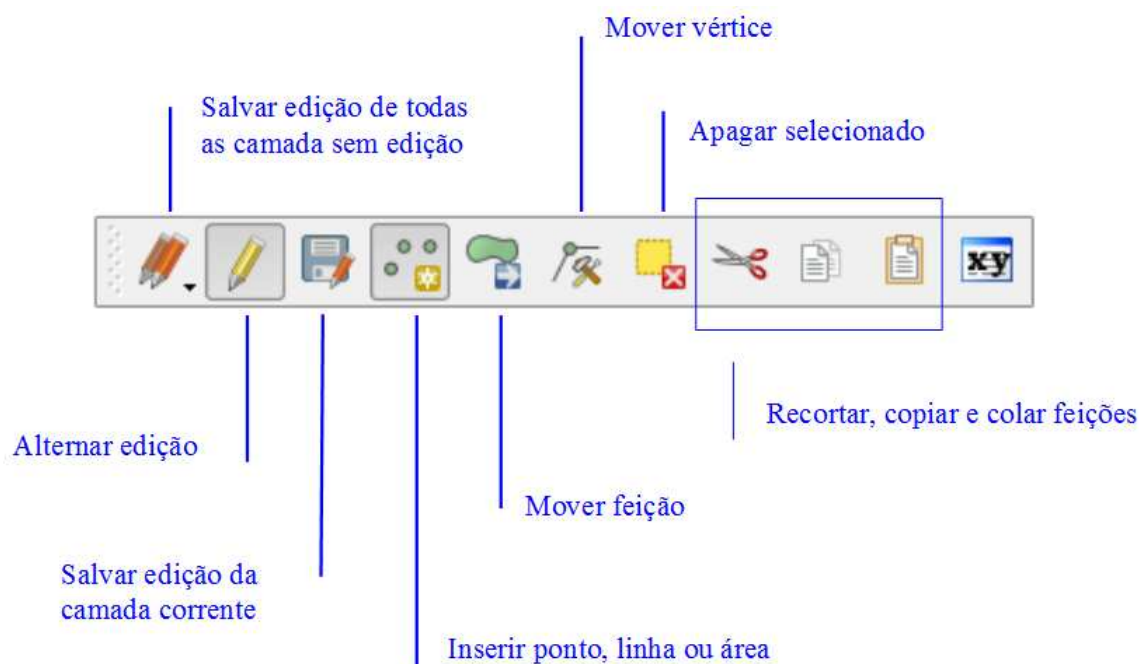 Mover vértice
Salvar edição de todas
as camada sem edição
Apagar selecionado
xy
Recortar, copiar e colar feições
Alternar edição
Mover feição
Salvar edição da
camada corrente
Inserir ponto, linha ou área